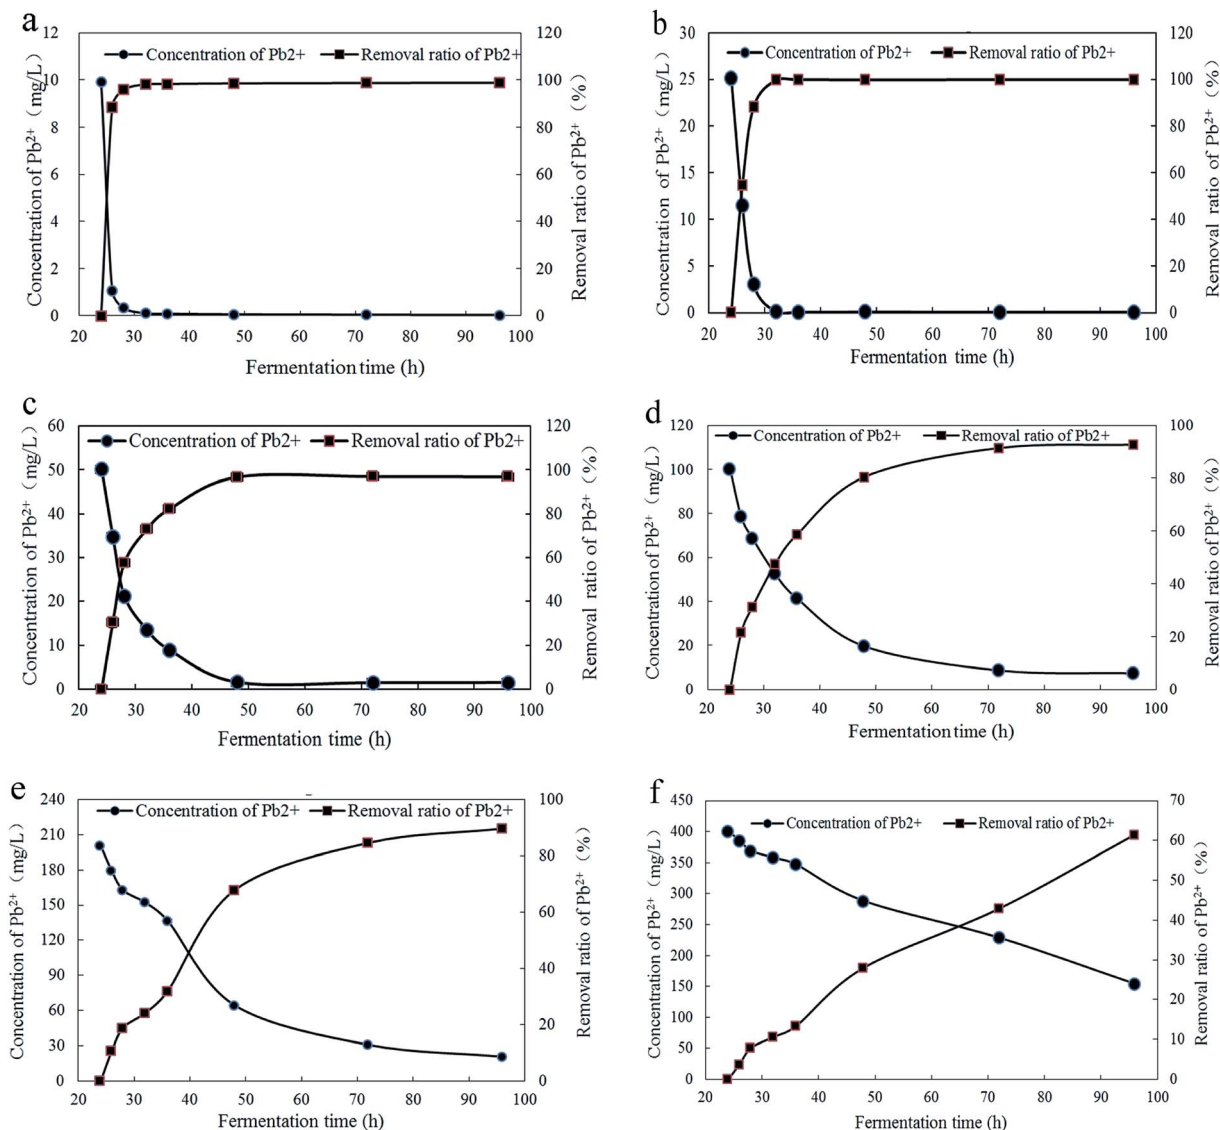 a
Concentration of Pb2+ Removal ratio of Pb2+
12
10
8
6
4
2
0
120
100
80
60
40
20
0
20 30 40 50 60 70 80 90 100
Concentration of Pb²⁺（mg/L）
Removal ratio of Pb²⁺（%）
Fermentation time (h)
b
Concentration of Pb2+ Removal ratio of Pb2+
30
25
20
15
10
5
0
120
100
80
60
40
20
0
20 30 40 50 60 70 80 90 100
Concentration of Pb²⁺（mg/L）
Removal ratio of Pb²⁺（%）
Fermentation time (h)
c
Concentration of Pb2+ Removal ratio of Pb2+
60
50
40
30
20
10
0
120
100
80
60
40
20
0
20 30 40 50 60 70 80 90 100
Concentration of Pb²⁺（mg/L）
Removal ratio of Pb²⁺（%）
Fermentation time (h)
d
Concentration of Pb2+ Removal ratio of Pb2+
120
100
80
60
40
20
0
100
80
60
40
20
0
20 30 40 50 60 70 80 90 100
Concentration of Pb²⁺（mg/L）
Removal ratio of Pb²⁺（%）
Fermentation time (h)
e
Concentration of Pb2+ Removal ratio of Pb2+
240
210
180
150
120
90
60
30
0
100
80
60
40
20
0
20 30 40 50 60 70 80 90 100
Concentration of Pb²⁺（mg/L）
Removal ratio of Pb²⁺（%）
Fermentation time (h)
f
Concentration of Pb2+ Removal ratio of Pb2+
450
400
350
300
250
200
150
100
50
0
70
60
50
40
30
20
10
0
20 30 40 50 60 70 80 90 100
Concentration of Pb²⁺（mg/L）
Removal ratio of Pb²⁺（%）
Fermentation time (h)